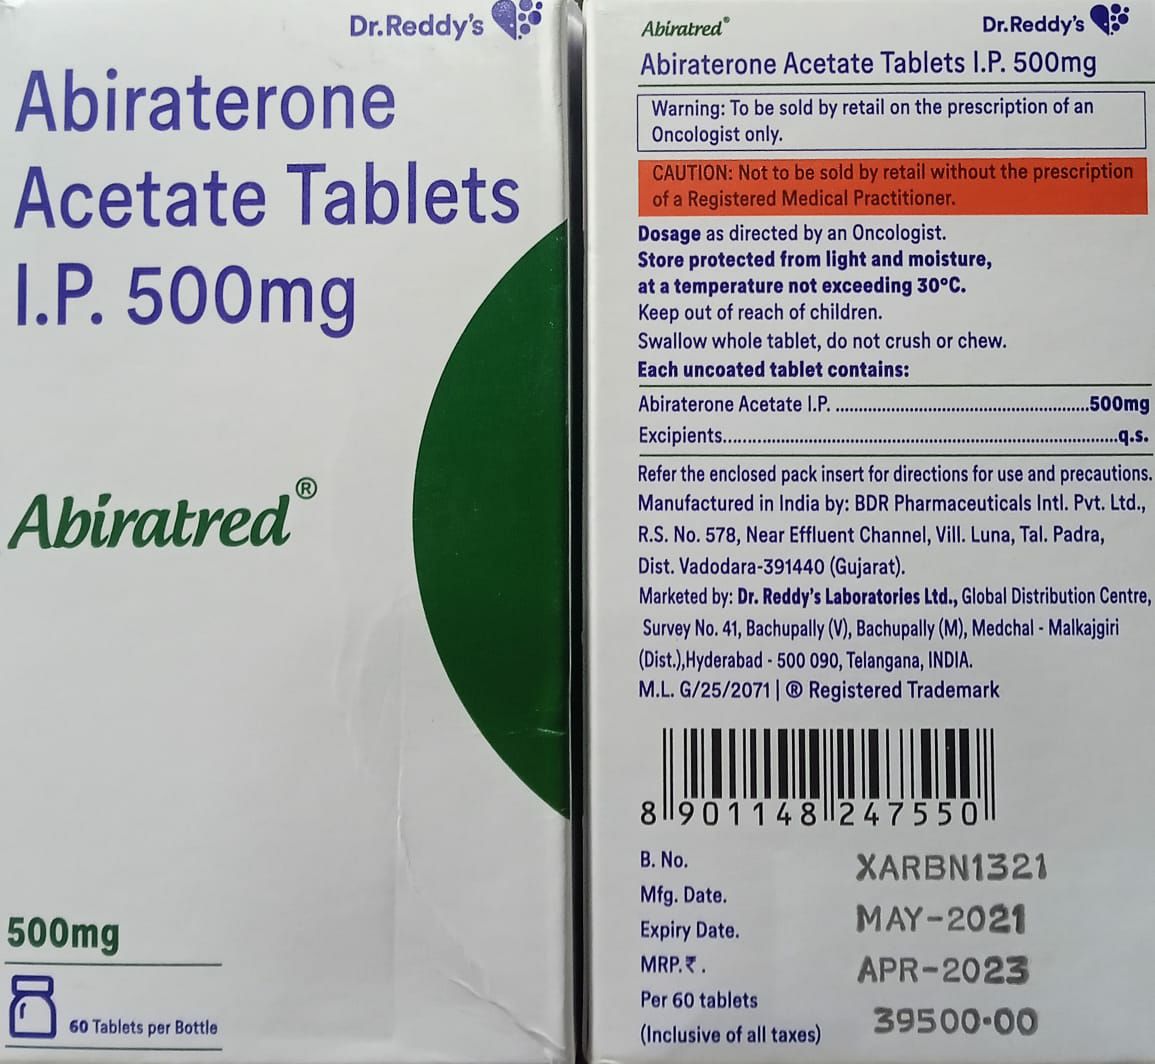 Dr.Reddy's
Abiraterone
Acetate Tablets
I.P. 500mg
Abiratred®
500mg
60 Tablets per Bottle
Abiratred®
Dr.Reddy's
Abiraterone Acetate Tablets I.P. 500mg
Warning: To be sold by retail on the prescription of an
Oncologist only.
CAUTION: Not to be sold by retail without the prescription
of a Registered Medical Practitioner.
Dosage as directed by an Oncologist.
Store protected from light and moisture,
at a temperature not exceeding 30°C.
Keep out of reach of children.
Swallow whole tablet, do not crush or chew.
Each uncoated tablet contains:
Abiraterone Acetate I.P. ........................................................500mg
Excipients.....................................................................................q.s.
Refer the enclosed pack insert for directions for use and precautions.
Manufactured in India by: BDR Pharmaceuticals Intl. Pvt. Ltd.,
R.S. No. 578, Near Effluent Channel, Vill. Luna, Tal. Padra,
Dist. Vadodara-391440 (Gujarat).
Marketed by: Dr. Reddy's Laboratories Ltd., Global Distribution Centre,
Survey No. 41, Bachupally (V), Bachupally (M), Medchal - Malkajgiri
(Dist.),Hyderabad - 500 090, Telangana, INDIA.
M.L. G/25/2071 | ® Registered Trademark
8 901148 247550
B. No. XARBN1321
Mfg. Date. MAY-2021
Expiry Date. APR-2023
MRP.₹. 39500.00
Per 60 tablets
(Inclusive of all taxes)